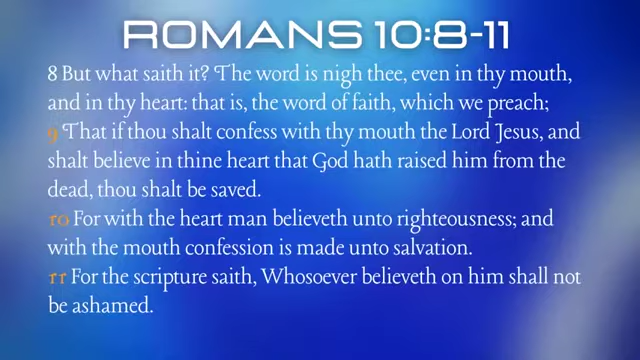 ROMANS 10:8-11
8 But what saith it? The word is nigh thee, even in thy mouth,
and in thy heart: that is, the word of faith, which we preach;
9 That if thou shalt confess with thy mouth the Lord Jesus, and
shalt believe in thine heart that God hath raised him from the
dead, thou shalt be saved.
10 For with the heart man believeth unto righteousness; and
with the mouth confession is made unto salvation.
11 For the scripture saith, Whosoever believeth on him shall not
be ashamed.